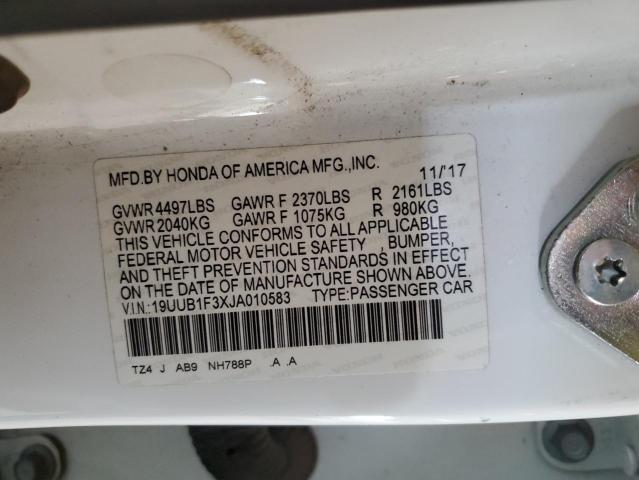 MFD.BY HONDA OF AMERICA MFG.,INC. 11/'17
GVWR 4497LBS GAWR F 2370LBS R 2161LBS
GVWR 2040KG GAWR F 1075KG R 980KG
THIS VEHICLE CONFORMS TO ALL APPLICABLE
FEDERAL MOTOR VEHICLE SAFETY , BUMPER,
AND THEFT PREVENTION STANDARDS IN EFFECT
ON THE DATE OF MANUFACTURE SHOWN ABOVE.
V.I.N.:19UUB1F3XJA010583 TYPE:PASSENGER CAR
TZ4 J AB9 NH788P .A .A